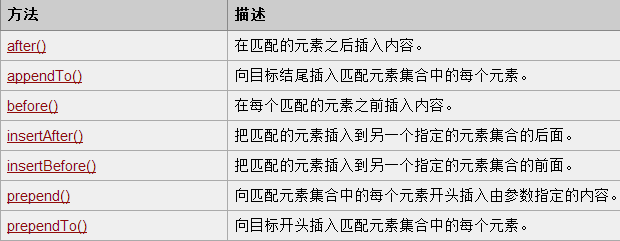 方法 描述
after() 在匹配的元素之后插入内容。
appendTo() 向目标结尾插入匹配元素集合中的每个元素。
before() 在每个匹配的元素之前插入内容。
insertAfter() 把匹配的元素插入到另一个指定的元素集合的后面。
insertBefore() 把匹配的元素插入到另一个指定的元素集合的前面。
prepend() 向匹配元素集合中的每个元素开头插入由参数指定的内容。
prependTo() 向目标开头插入匹配元素集合中的每个元素。